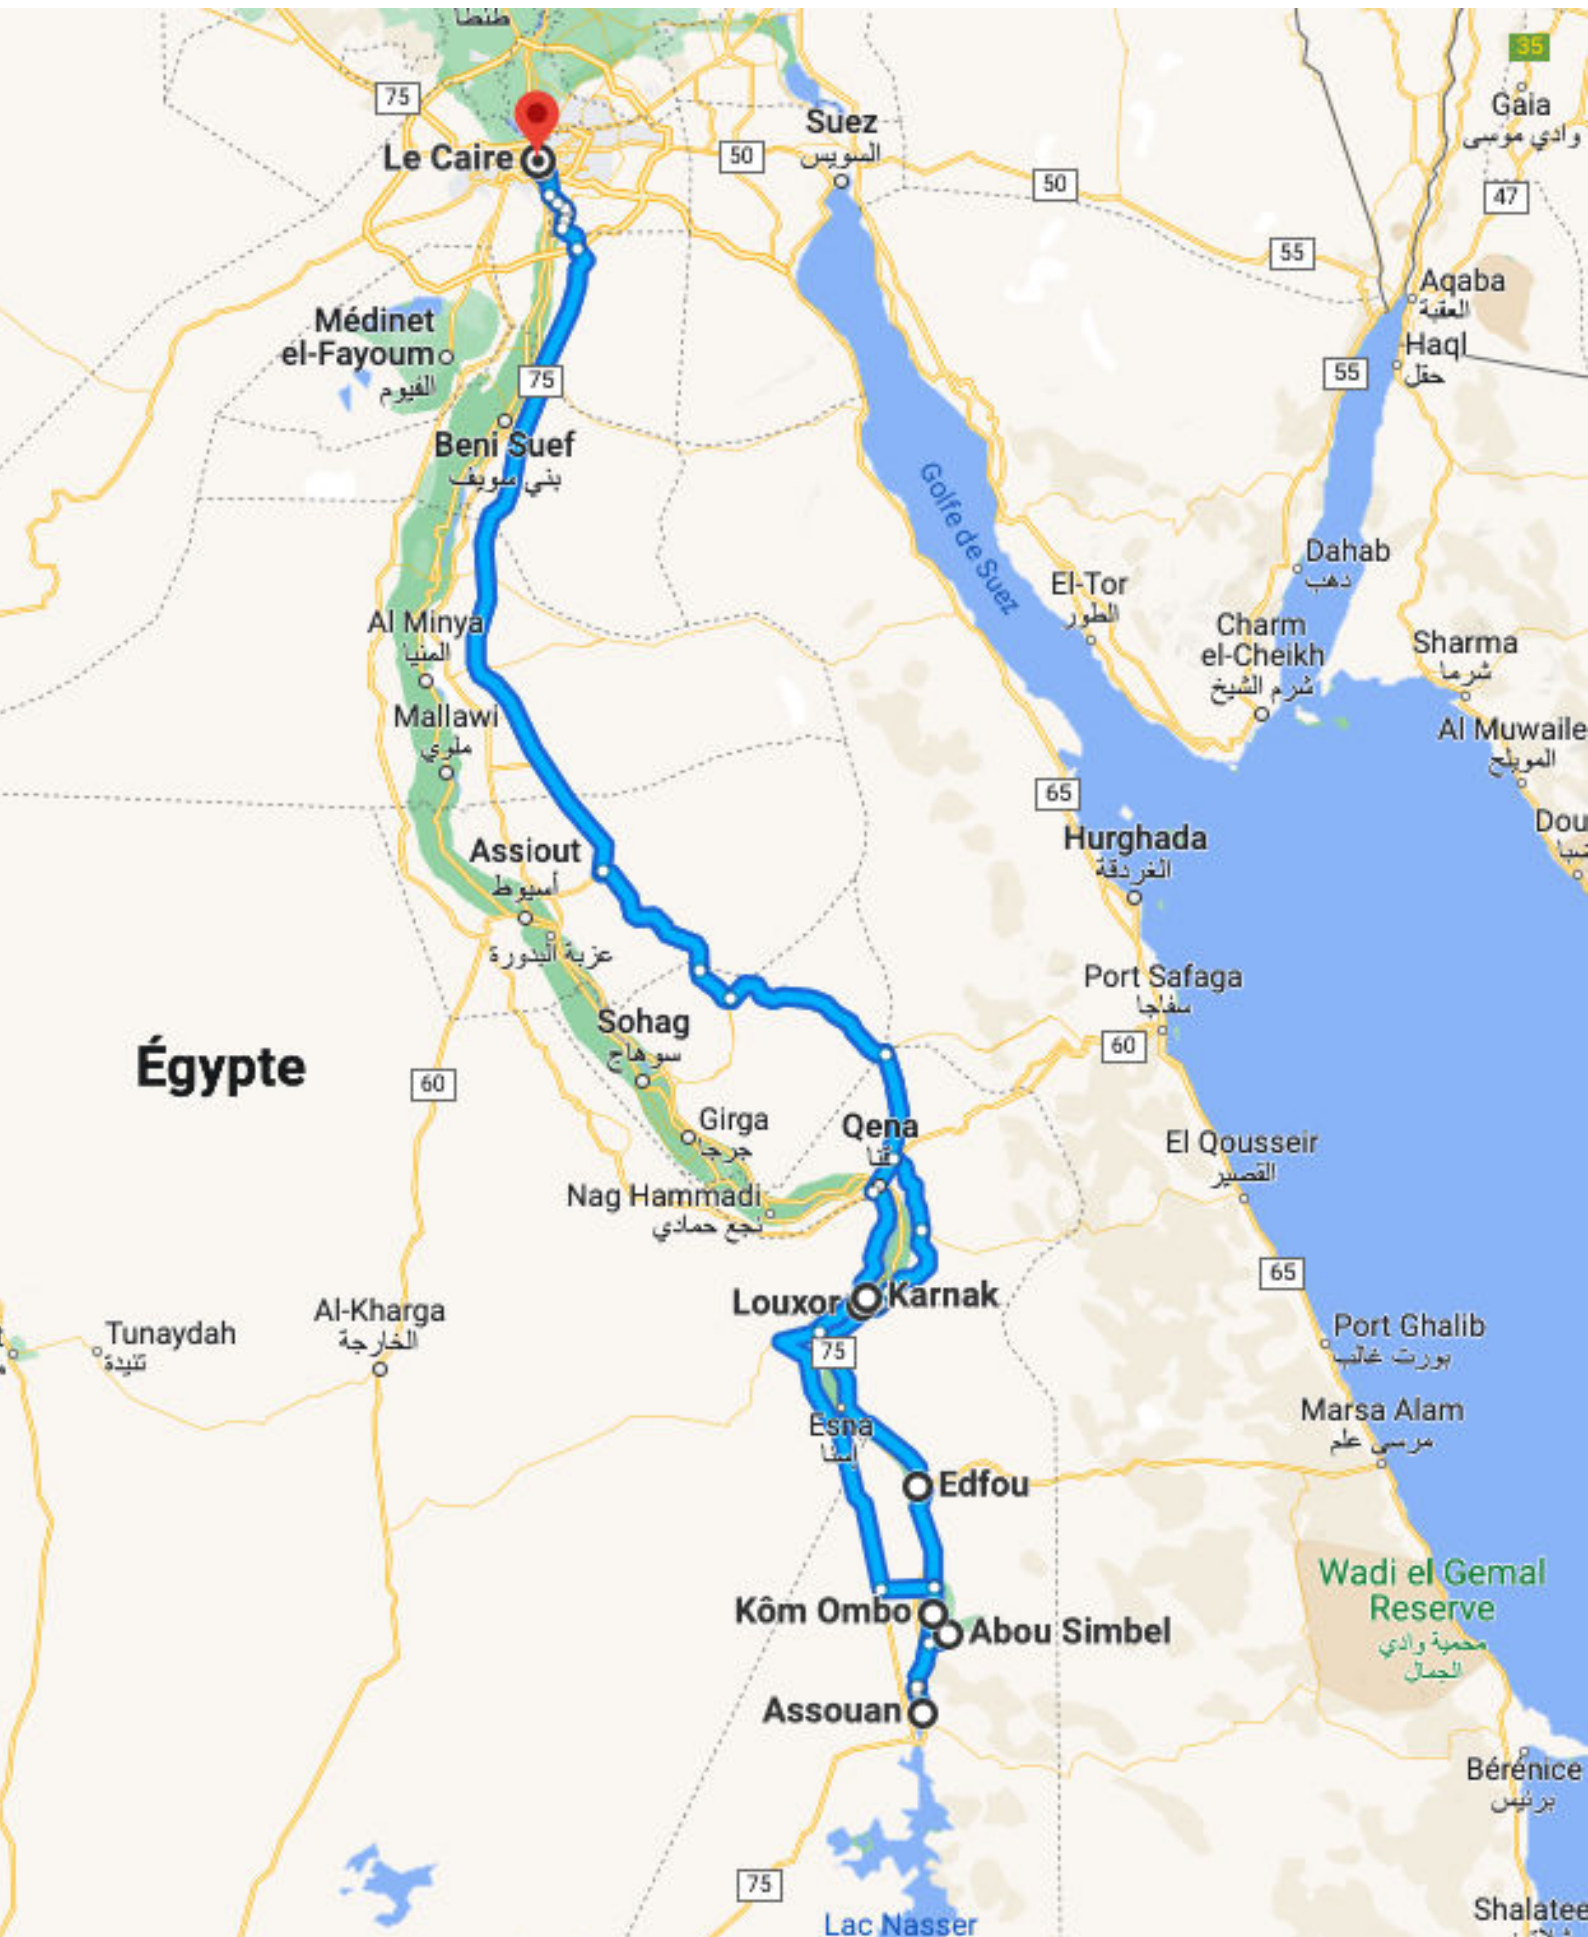 طنطا
35
75
Gaia
وادي موسى
Suez
السويس
50
Le Caire
50
47
55
Aqaba
العقبة
Médinet
el-Fayoum
الفيوم
Haql
حقل
55
75
Beni Suef
بني سويف
Golfe de Suez
Dahab
دهب
El-Tor
الطور
Al Minya
المنيا
Charm
el-Cheikh
شرم الشيخ
Sharma
شرما
Mallawi
ملوي
Al Muwaile
المويلح
65
Dou
Hurghada
الغردقة
Assiout
أسيوط
عزبة البدورة
Port Safaga
سفاجا
Sohag
سوهاج
60
Égypte
60
Girga
جرجا
Qena
قنا
El Qousseir
القصير
Nag Hammadi
نجع حمادي
65
Louxor
Karnak
Al-Kharga
الخارجة
Tunaydah
تنيدة
Port Ghalib
بورت غالب
75
Marsa Alam
مرسى علم
Esna
إسنا
Edfou
Wadi el Gemal
Reserve
محمية وادي
الجمال
Kôm Ombo
Abou Simbel
Assouan
Bérénice
برنيس
75
Lac Nasser
Shalatee